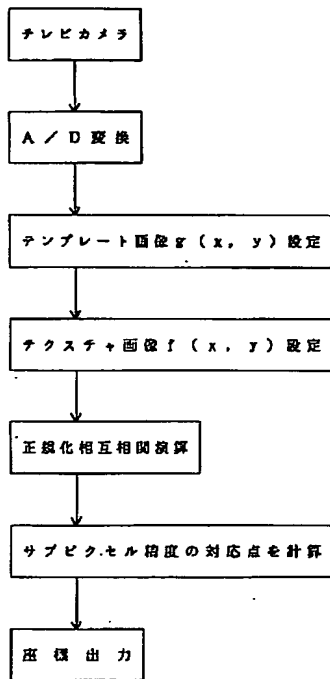 テレビカメラ
A/D変換
テンプレート画像g(x,y)設定
テクスチャ画像f(x,y)設定
正規化相互相関演算
サブピクセル精度の対応点を計算
座標出力